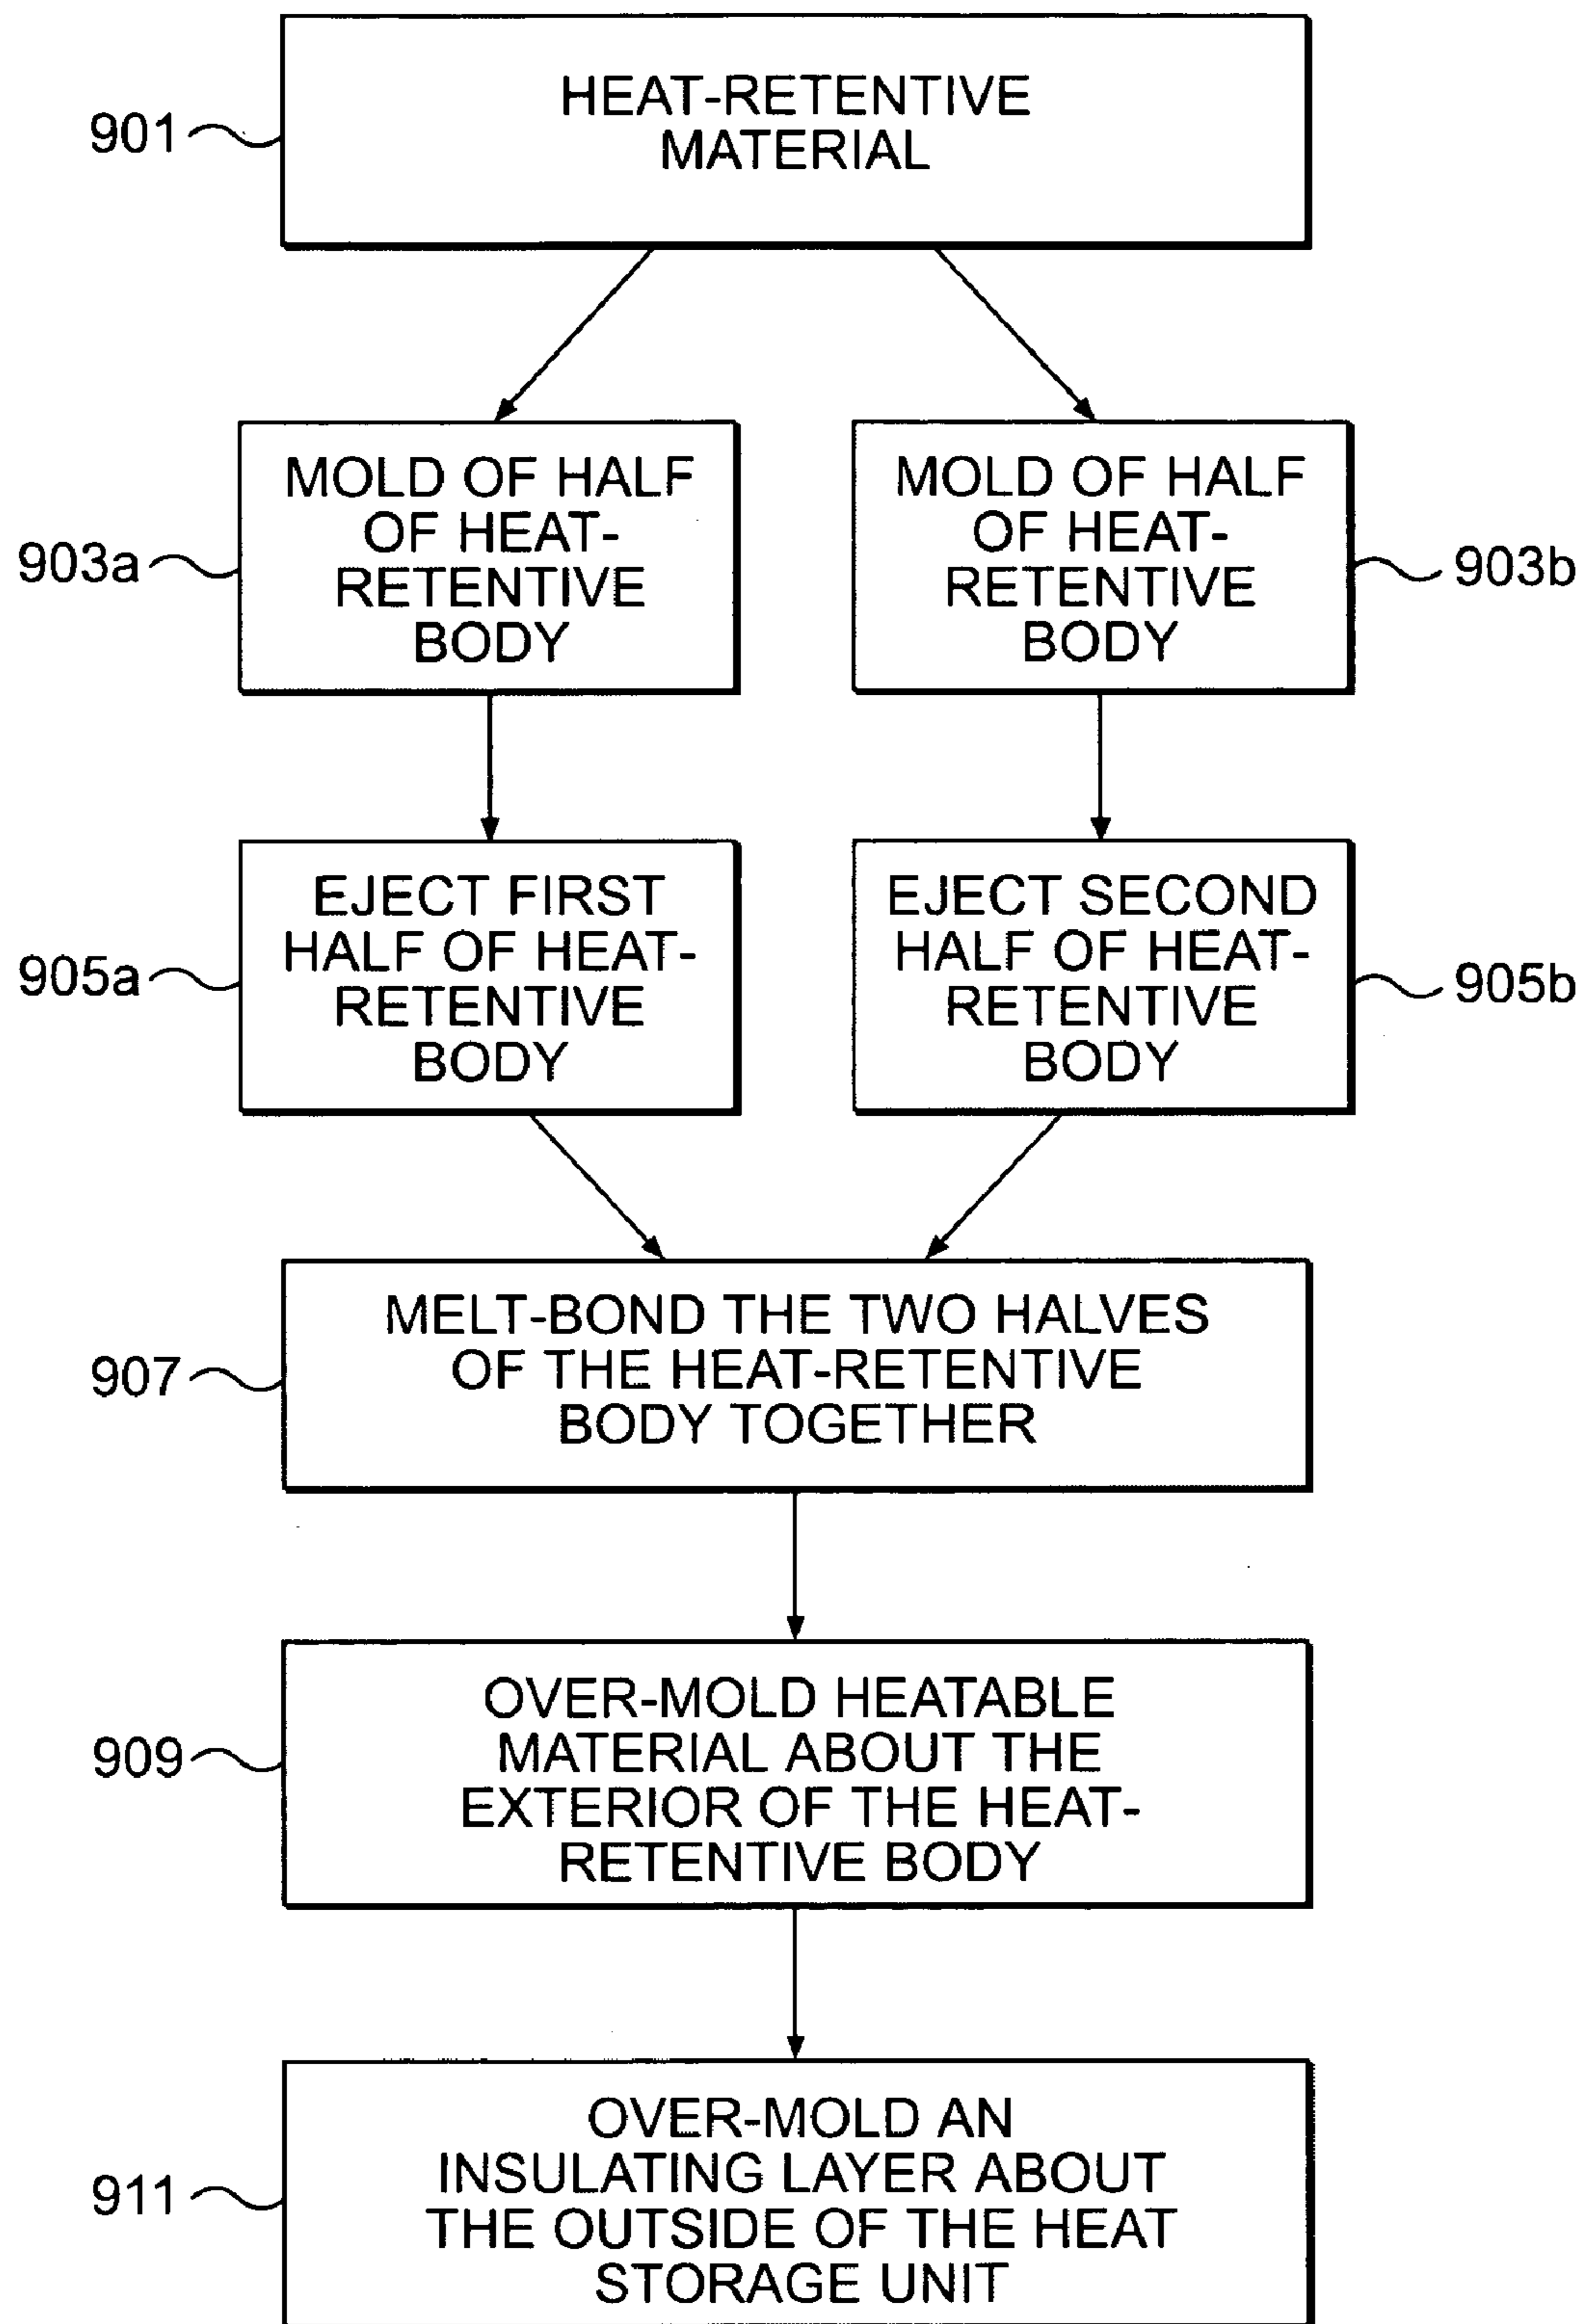 HEAT-RETENTIVE
MATERIAL
901
MOLD OF HALF
OF HEAT-
RETENTIVE
BODY
903a
MOLD OF HALF
OF HEAT-
RETENTIVE
BODY
903b
EJECT FIRST
HALF OF HEAT-
RETENTIVE
BODY
905a
EJECT SECOND
HALF OF HEAT-
RETENTIVE
BODY
905b
MELT-BOND THE TWO HALVES
OF THE HEAT-RETENTIVE
BODY TOGETHER
907
OVER-MOLD HEATABLE
MATERIAL ABOUT THE
EXTERIOR OF THE HEAT-
RETENTIVE BODY
909
OVER-MOLD AN
INSULATING LAYER ABOUT
THE OUTSIDE OF THE HEAT
STORAGE UNIT
911